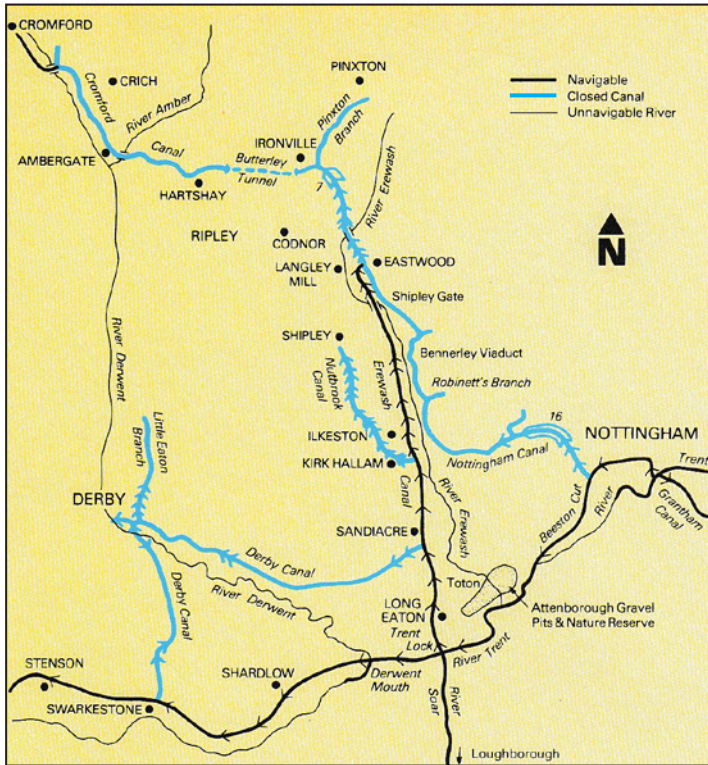 CROMFORD
CRICH
Cromford
River Amber
Canal
AMBERGATE
HARTSHAY
Butterley
Tunnel
IRONVILLE
PINXTON
Pinxton
Branch
7
River Erewash
Navigable
Closed Canal
Unnavigable River
N
RIPLEY
CODNOR
LANGLEY
MILL
EASTWOOD
Shipley Gate
SHIPLEY
Bennerley Viaduct
Robinett's Branch
River Derwent
Nutbrook
Canal
Erewash
Canal
ILKESTON
KIRK HALLAM
Nottingham Canal
16
NOTTINGHAM
Trent
Grantham
Canal
Beeston Cut
River
Little Eaton
Branch
DERBY
SANDIACRE
River Erewash
Derby Canal
Derby Canal
River Derwent
Toton
LONG
EATON
Attenborough Gravel
Pits & Nature Reserve
Trent
Lock
River Trent
STENSON
SHARDLOW
Derwent
Mouth
SWARKESTONE
River
Soar
Loughborough